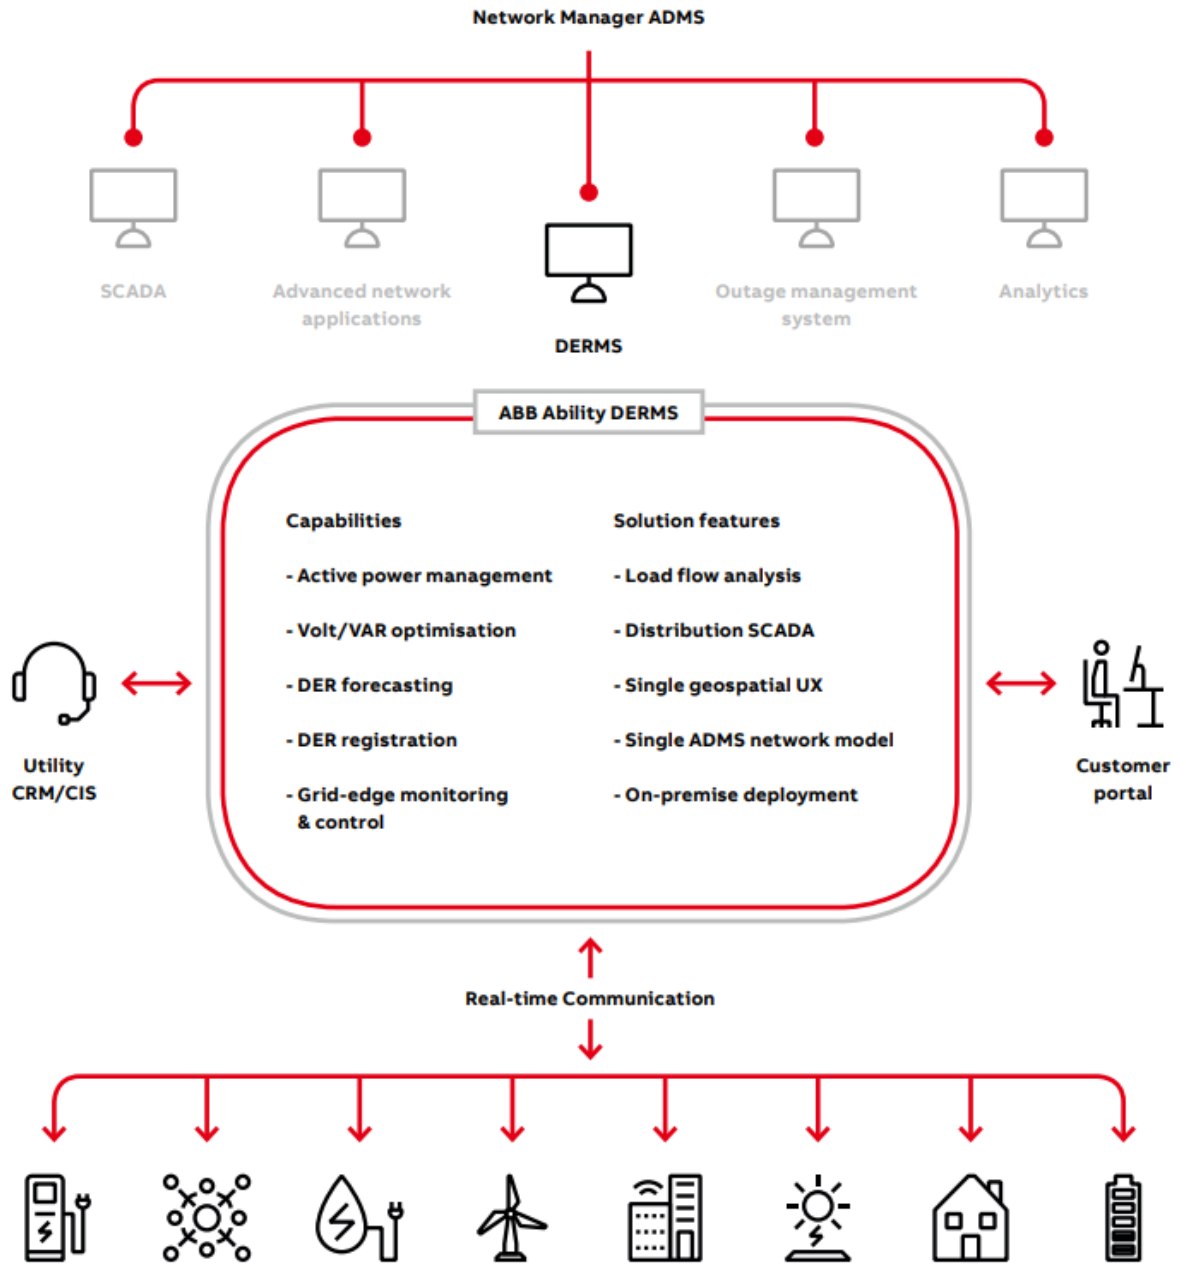 Network Manager ADMS
SCADA
Advanced network
applications
DERMS
Outage management
system
Analytics
ABB Ability DERMS
Capabilities
- Active power management
- Volt/VAR optimisation
- DER forecasting
- DER registration
- Grid-edge monitoring
& control
Solution features
- Load flow analysis
- Distribution SCADA
- Single geospatial UX
- Single ADMS network model
- On-premise deployment
Utility
CRM/CIS
Customer
portal
Real-time Communication